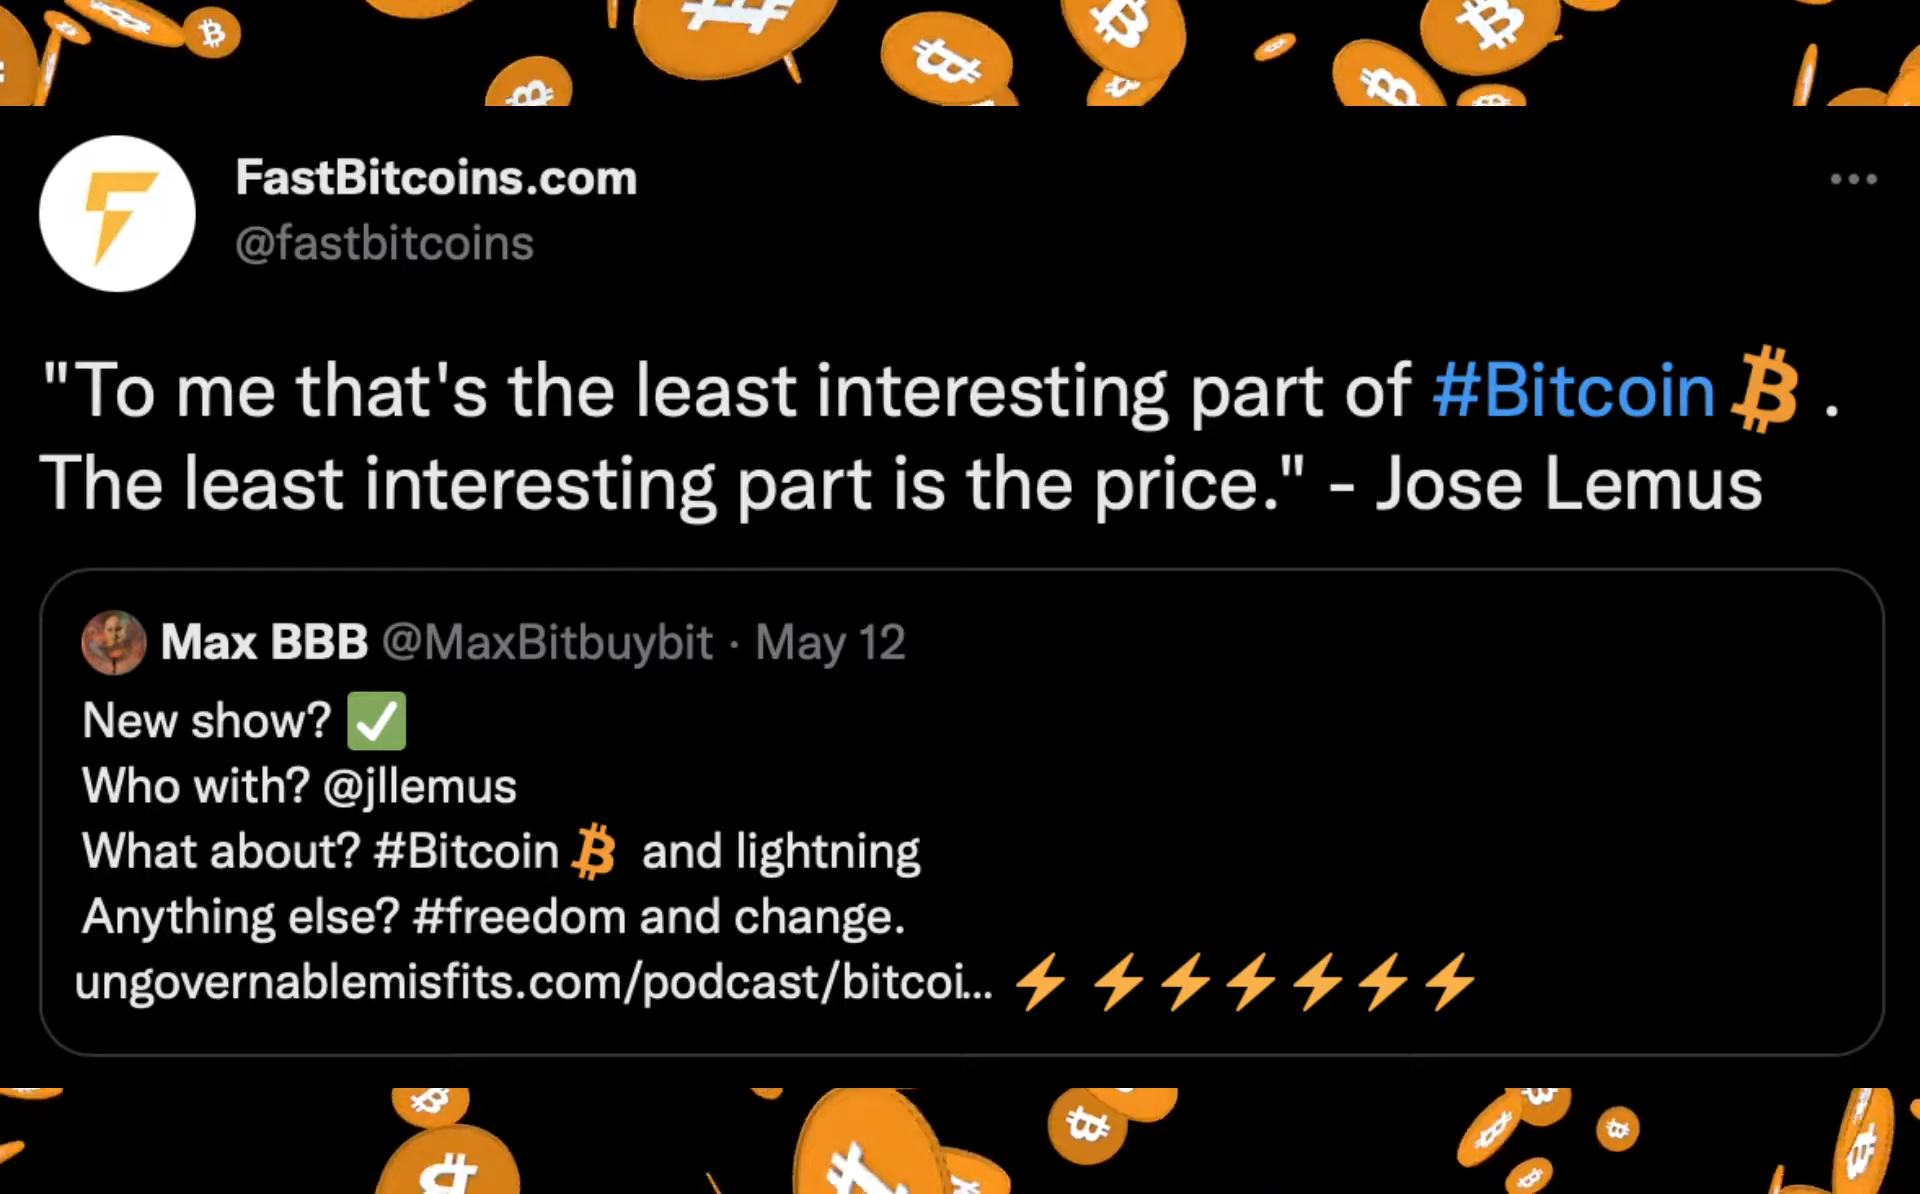 FastBitcoins.com
@fastbitcoins
"To me that's the least interesting part of #Bitcoin₿ .
The least interesting part is the price." - Jose Lemus
Max BBB @MaxBitbuybit · May 12
New show? ✅
Who with? @jllemus
What about? #Bitcoin₿ and lightning
Anything else? #freedom and change.
ungovernablemisfits.com/podcast/bitcoi... ⚡ ⚡⚡⚡⚡⚡⚡